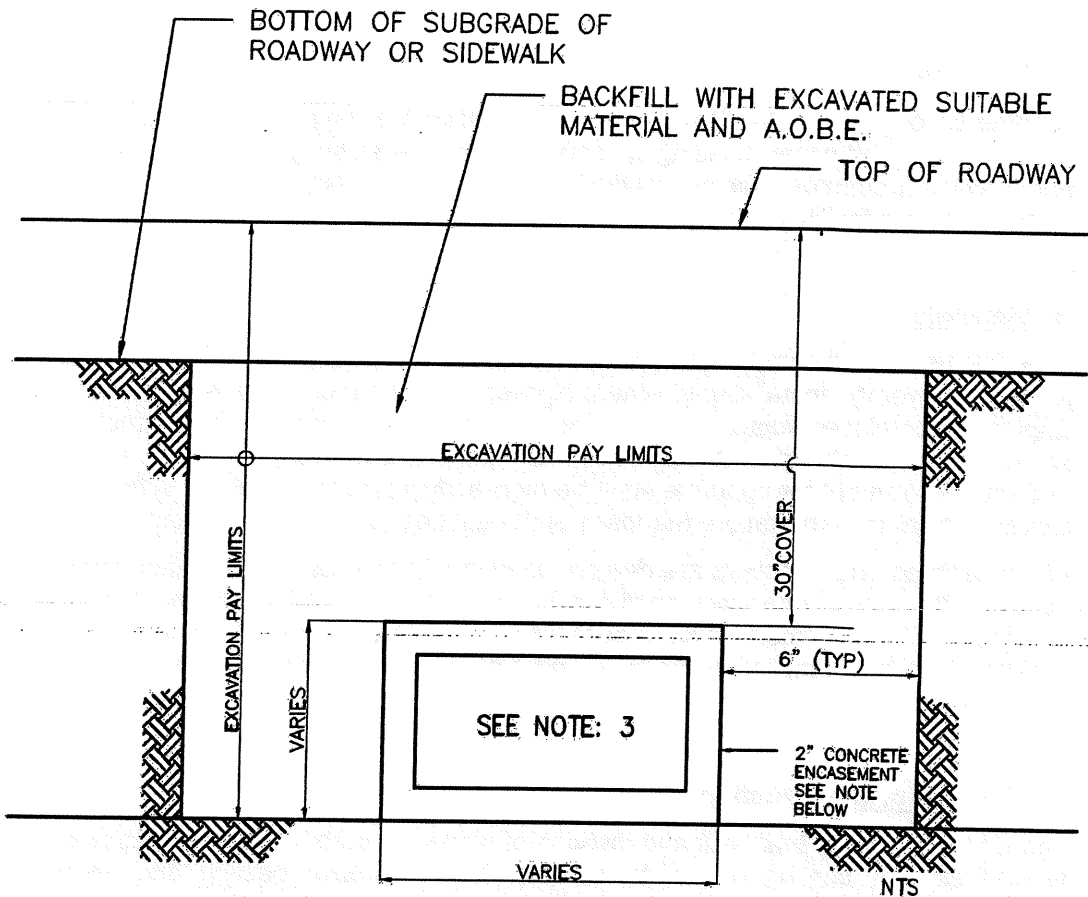 BOTTOM OF SUBGRADE OF
ROADWAY OR SIDEWALK
BACKFILL WITH EXCAVATED SUITABLE
MATERIAL AND A.O.B.E.
TOP OF ROADWAY
EXCAVATION PAY LIMITS
EXCAVATION PAY LIMITS
30" COVER
VARIES
6" (TYP)
SEE NOTE: 3
2" CONCRETE
ENCASEMENT
SEE NOTE
BELOW
VARIES
NTS